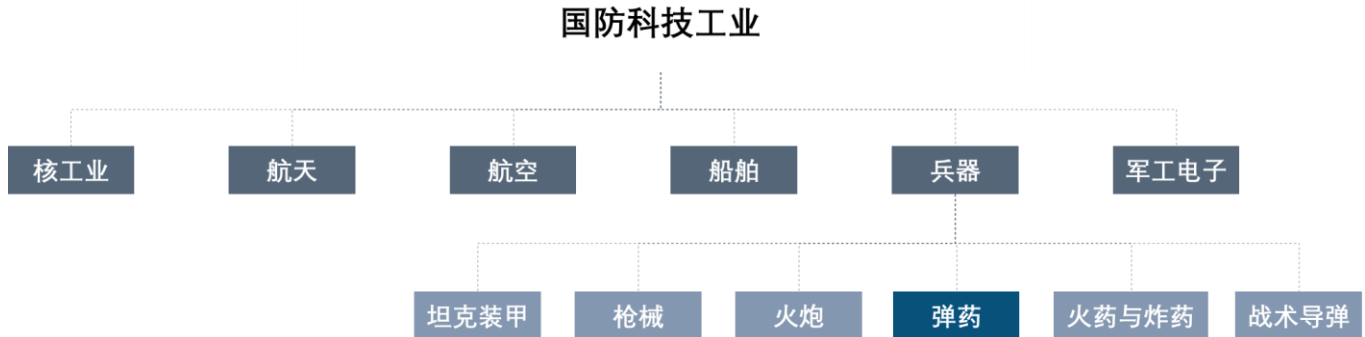 国防科技工业
核工业
航天
航空
船舶
兵器
军工电子
坦克装甲
枪械
火炮
弹药
火药与炸药
战术导弹